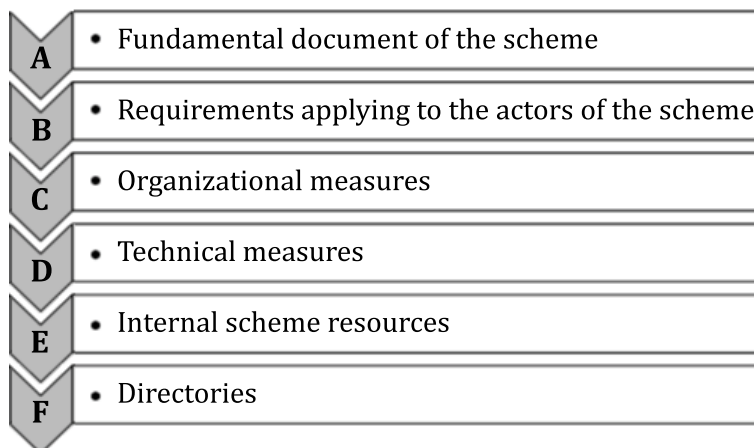 A
• Fundamental document of the scheme
B
• Requirements applying to the actors of the scheme
C
• Organizational measures
D
• Technical measures
E
• Internal scheme resources
F
• Directories